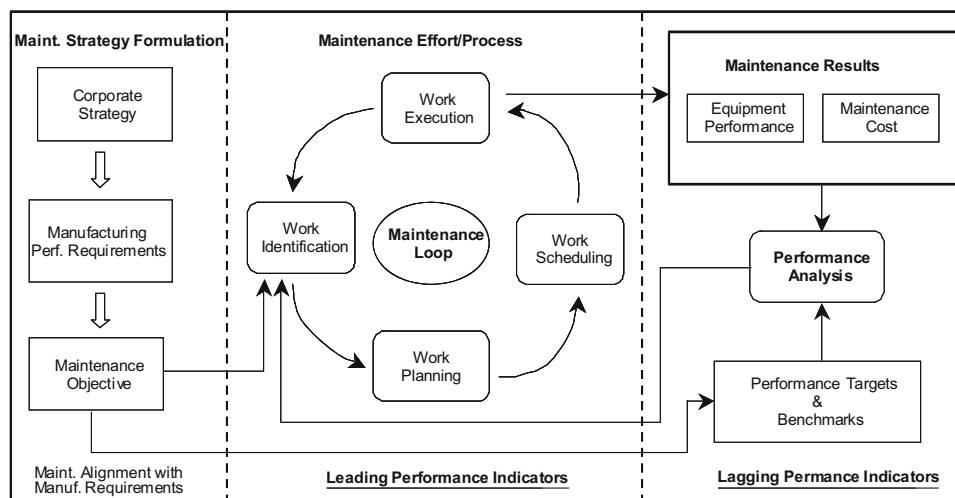 Maint. Strategy Formulation
Corporate
Strategy
Manufacturing
Perf. Requirements
Maintenance
Objective
Maint. Alignment with
Manuf. Requirements
Maintenance Effort/Process
Work
Execution
Work
Identification
Maintenance
Loop
Work
Scheduling
Work
Planning
Leading Performance Indicators
Maintenance Results
Equipment
Performance
Maintenance
Cost
Performance
Analysis
Performance Targets
&
Benchmarks
Lagging Permance Indicators